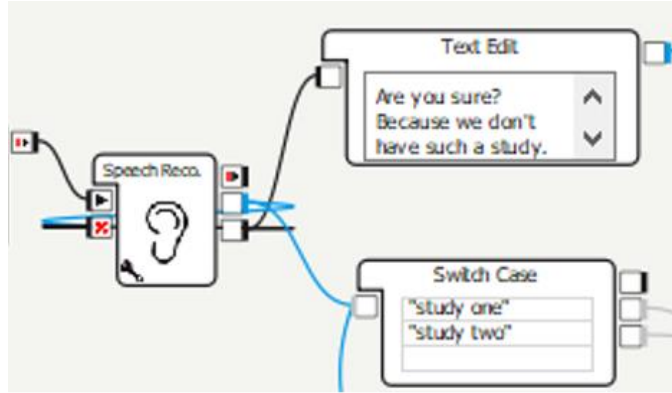 Text Edit
Are you sure?
Because we don't
have such a study.
Speech Reco.
Switch Case
"study one"
"study two"